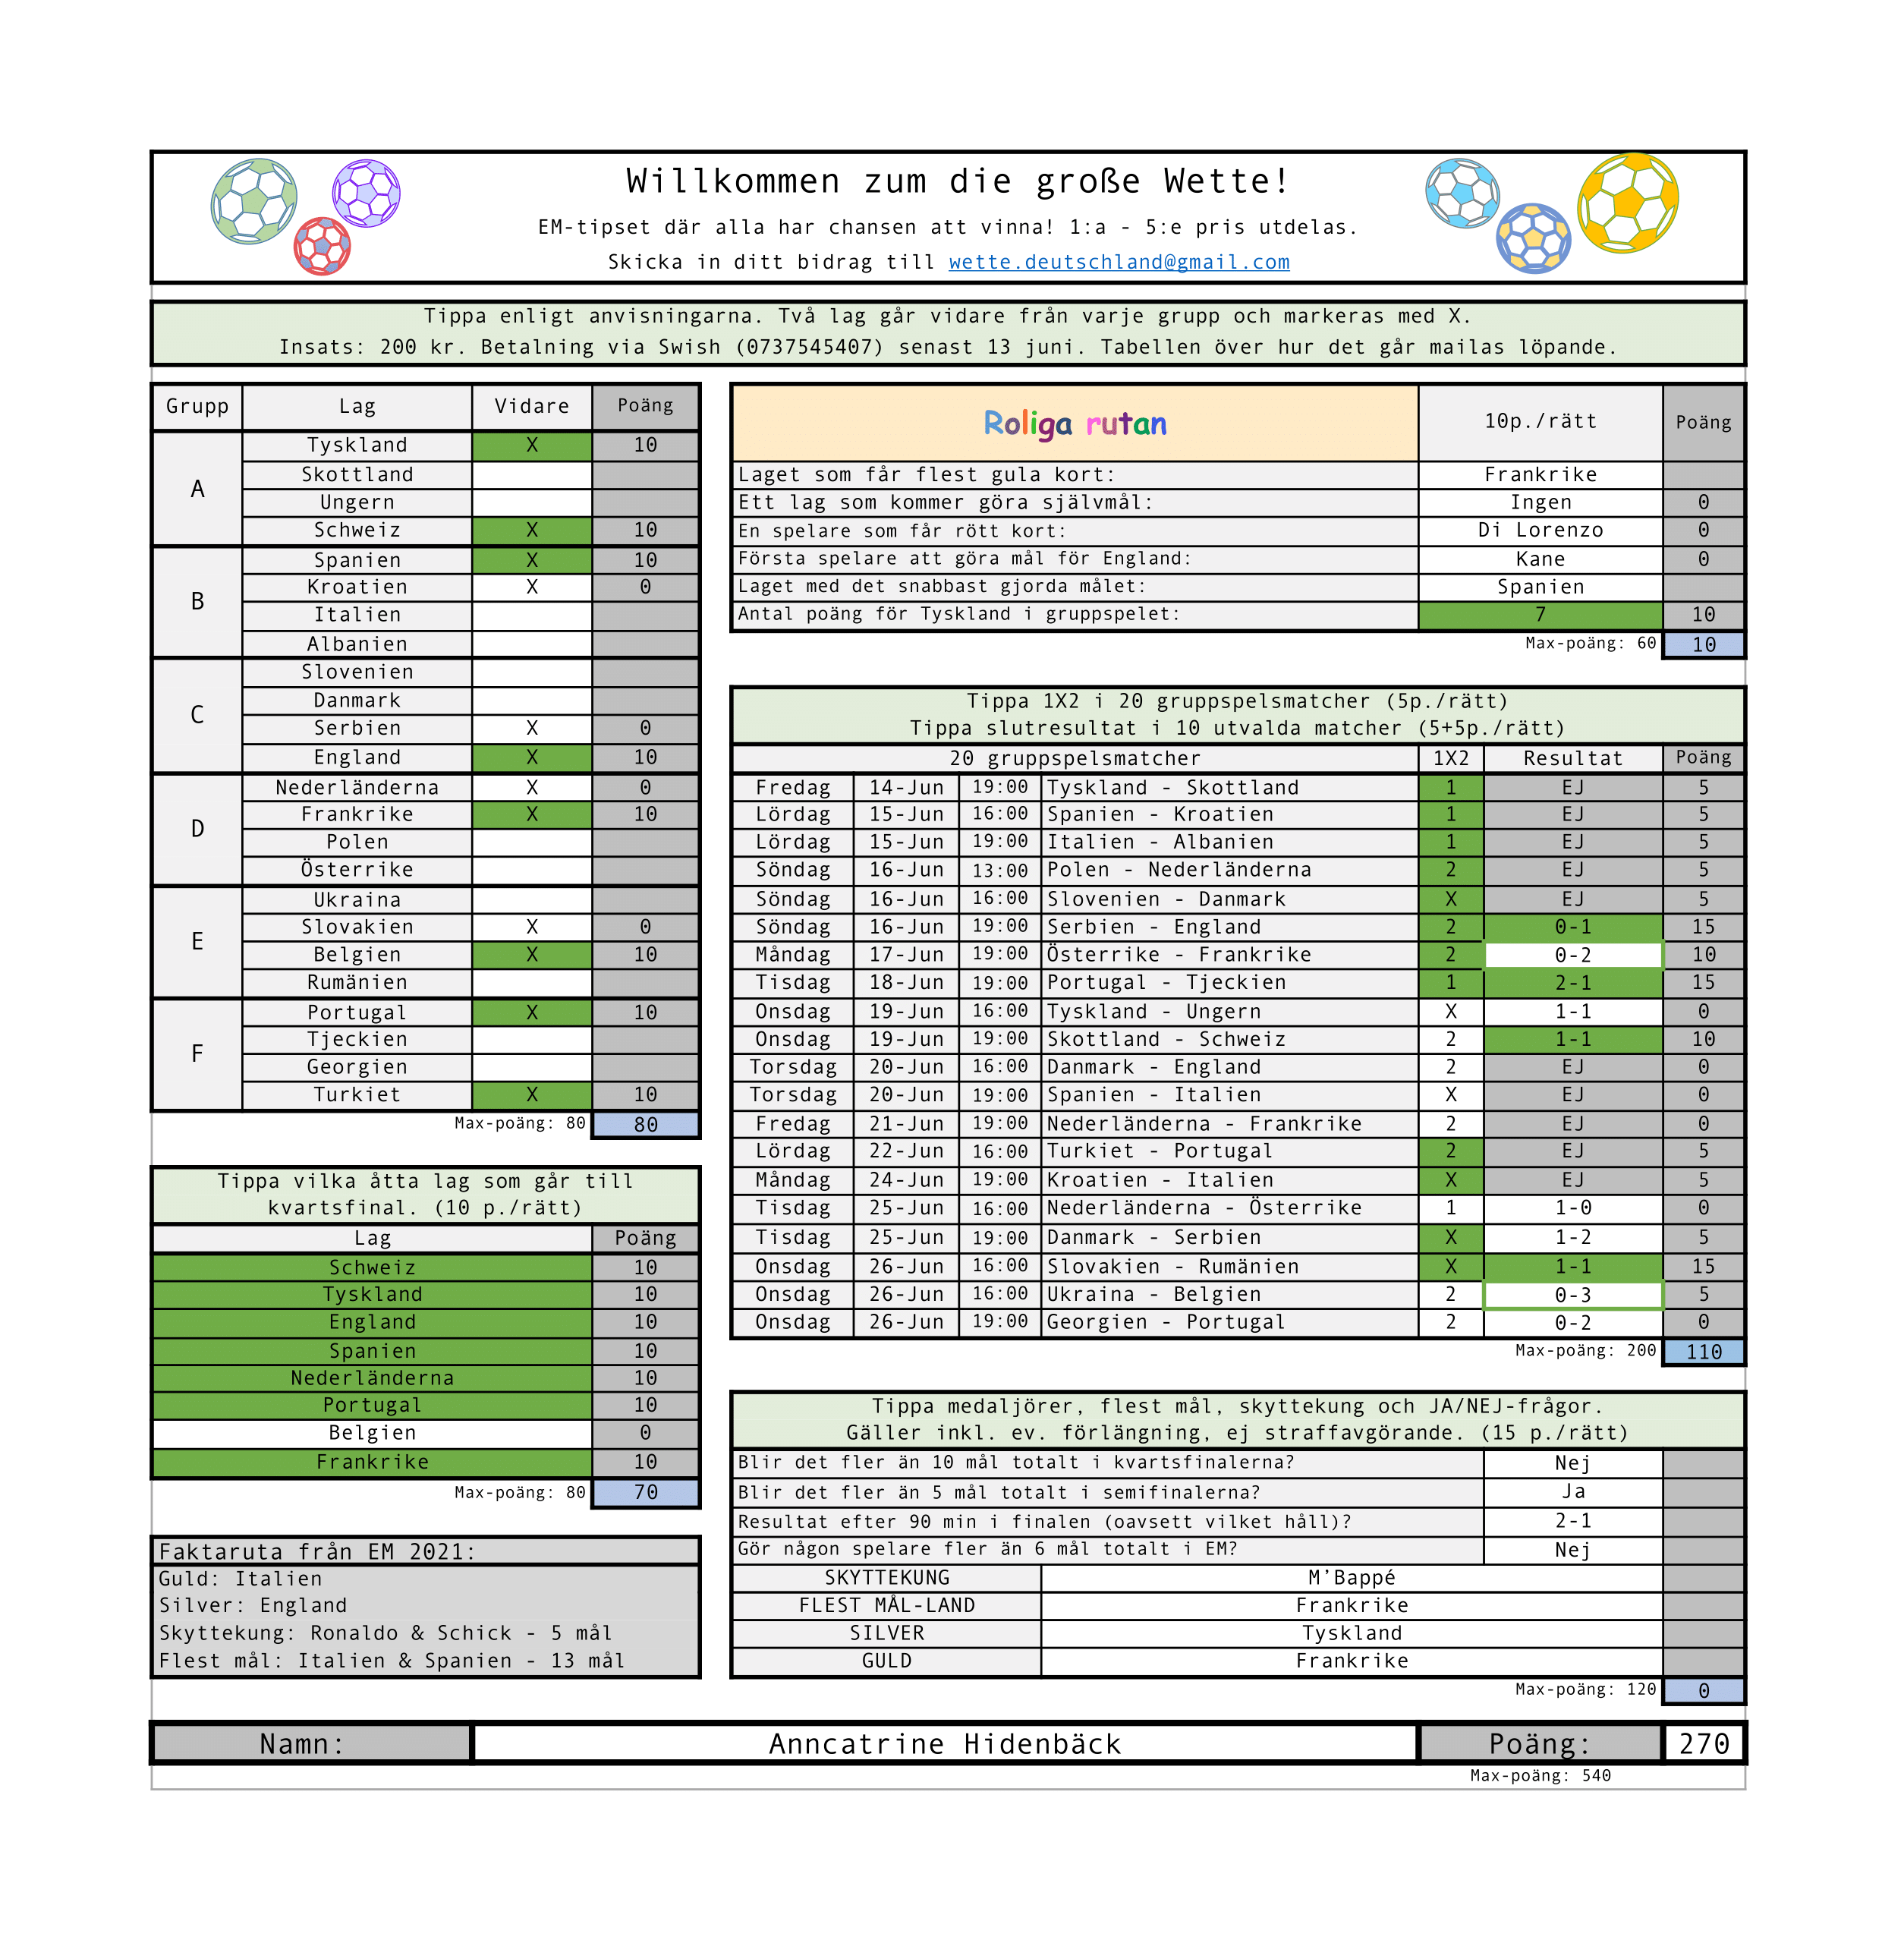 Willkommen zum die große Wette!
EM-tipset där alla har chansen att vinna! 1:a - 5:e pris utdelas.
Skicka in ditt bidrag till wette.deutschland@gmail.com
Tippa enligt anvisningarna. Två lag går vidare från varje grupp och markeras med X.
Insats: 200 kr. Betalning via Swish (0737545407) senast 13 juni. Tabellen över hur det går mailas löpande.
Grupp Lag Vidare Poäng
A
Tyskland X 10
Skottland
Ungern
Schweiz X 10
B
Spanien X 10
Kroatien X 0
Italien
Albanien
C
Slovenien
Danmark
Serbien X 0
England X 10
D
Nederländerna X 0
Frankrike X 10
Polen
Österrike
E
Ukraina
Slovakien X 0
Belgien X 10
Rumänien
F
Portugal X 10
Tjeckien
Georgien
Turkiet X 10
Max-poäng: 80 80
Tippa vilka åtta lag som går till
kvartsfinal. (10 p./rätt)
Lag Poäng
Schweiz 10
Tyskland 10
England 10
Spanien 10
Nederländerna 10
Portugal 10
Belgien 0
Frankrike 10
Max-poäng: 80 70
Faktaruta från EM 2021:
Guld: Italien
Silver: England
Skyttekung: Ronaldo & Schick - 5 mål
Flest mål: Italien & Spanien - 13 mål
Roliga rutan 10p./rätt Poäng
Laget som får flest gula kort: Frankrike
Ett lag som kommer göra självmål: Ingen 0
En spelare som får rött kort: Di Lorenzo 0
Första spelare att göra mål för England: Kane 0
Laget med det snabbast gjorda målet: Spanien
Antal poäng för Tyskland i gruppspelet: 7 10
Max-poäng: 60 10
Tippa 1X2 i 20 gruppspelsmatcher (5p./rätt)
Tippa slutresultat i 10 utvalda matcher (5+5p./rätt)
20 gruppspelsmatcher 1X2 Resultat Poäng
Fredag 14-Jun 19:00 Tyskland - Skottland 1 EJ 5
Lördag 15-Jun 16:00 Spanien - Kroatien 1 EJ 5
Lördag 15-Jun 19:00 Italien - Albanien 1 EJ 5
Söndag 16-Jun 13:00 Polen - Nederländerna 2 EJ 5
Söndag 16-Jun 16:00 Slovenien - Danmark X EJ 5
Söndag 16-Jun 19:00 Serbien - England 2 0-1 15
Måndag 17-Jun 19:00 Österrike - Frankrike 2 0-2 10
Tisdag 18-Jun 19:00 Portugal - Tjeckien 1 2-1 15
Onsdag 19-Jun 16:00 Tyskland - Ungern X 1-1 0
Onsdag 19-Jun 19:00 Skottland - Schweiz 2 1-1 10
Torsdag 20-Jun 16:00 Danmark - England 2 EJ 0
Torsdag 20-Jun 19:00 Spanien - Italien X EJ 0
Fredag 21-Jun 19:00 Nederländerna - Frankrike 2 EJ 0
Lördag 22-Jun 16:00 Turkiet - Portugal 2 EJ 5
Måndag 24-Jun 19:00 Kroatien - Italien X EJ 5
Tisdag 25-Jun 16:00 Nederländerna - Österrike 1 1-0 0
Tisdag 25-Jun 19:00 Danmark - Serbien X 1-2 5
Onsdag 26-Jun 16:00 Slovakien - Rumänien X 1-1 15
Onsdag 26-Jun 16:00 Ukraina - Belgien 2 0-3 5
Onsdag 26-Jun 19:00 Georgien - Portugal 2 0-2 0
Max-poäng: 200 110
Tippa medaljörer, flest mål, skyttekung och JA/NEJ-frågor.
Gäller inkl. ev. förlängning, ej straffavgörande. (15 p./rätt)
Blir det fler än 10 mål totalt i kvartsfinalerna? Nej
Blir det fler än 5 mål totalt i semifinalerna? Ja
Resultat efter 90 min i finalen (oavsett vilket håll)? 2-1
Gör någon spelare fler än 6 mål totalt i EM? Nej
SKYTTEKUNG M’Bappé
FLEST MÅL-LAND Frankrike
SILVER Tyskland
GULD Frankrike
Max-poäng: 120 0
Namn: Anncatrine Hidenbäck Poäng: 270
Max-poäng: 540